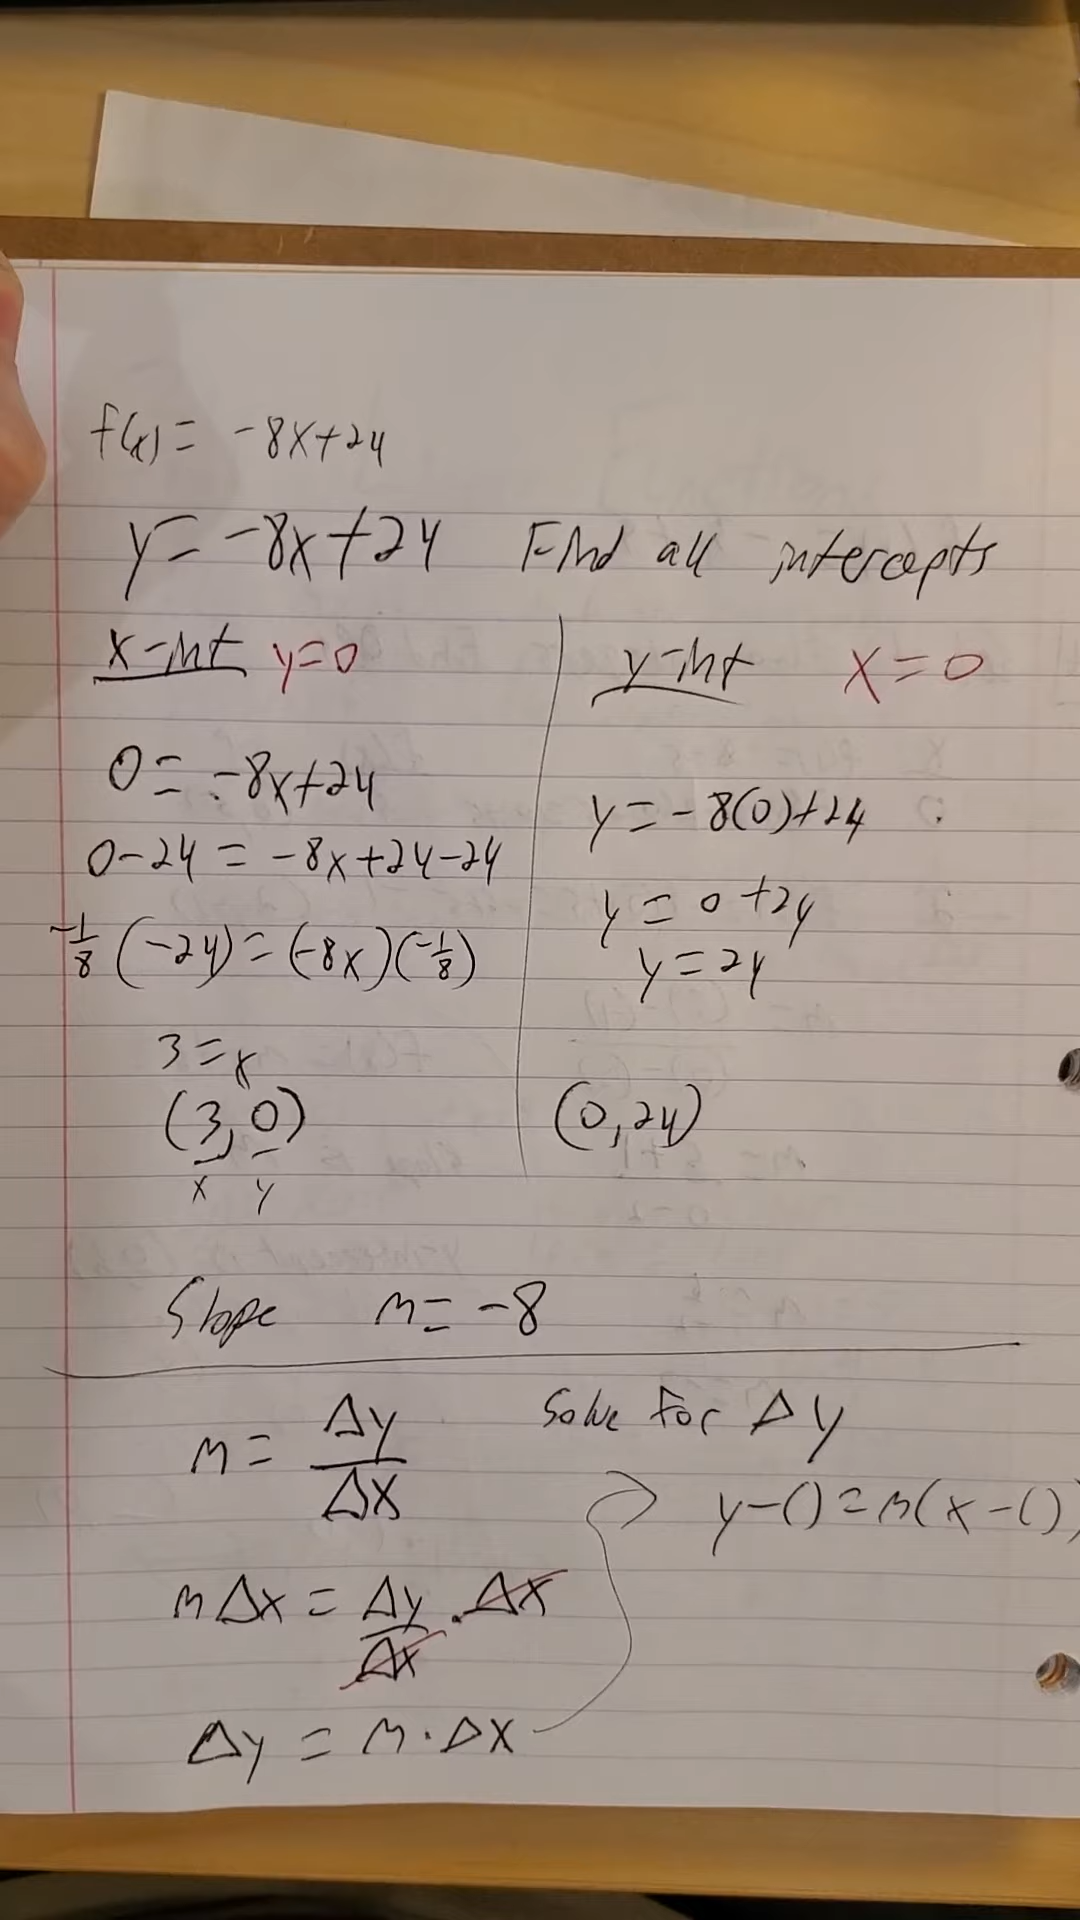 f(x) = -8x+24
y = -8x+24 Find all intercepts
x-int y=0
0 = -8x+24
0-24 = -8x+24-24
-1/8 (-24) = (-8x)(-1/8)
3 = x
(3,0)
x y
y-int x=0
y = -8(0)+24
y = 0+24
y = 24
(0,24)
Slope m = -8
m = Δy/Δx Solve for Δy
mΔx = Δy/Δx · Δx
Δy = m·Δx
y-() = m(x-()